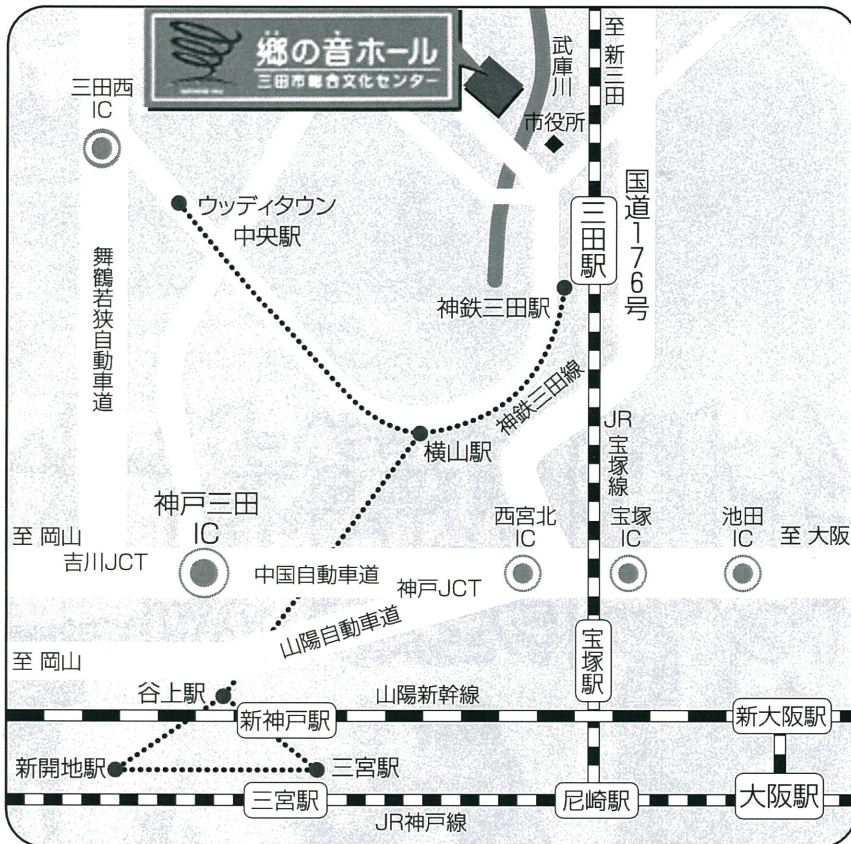 郷の音ホール
三田市総合文化センター
至 新三田
武庫川
市役所
三田西
IC
ウッディタウン
中央駅
国道176号
三田駅
神鉄三田駅
舞鶴若狭自動車道
神鉄三田線
横山駅
JR
宝塚線
神戸三田
IC
西宮北
IC
宝塚
IC
池田
IC
至 岡山
至 大阪
吉川JCT
中国自動車道
神戸JCT
山陽自動車道
至 岡山
宝塚駅
谷上駅
山陽新幹線
新神戸駅
新大阪駅
新開地駅
三宮駅
三宮駅
尼崎駅
大阪駅
JR神戸線